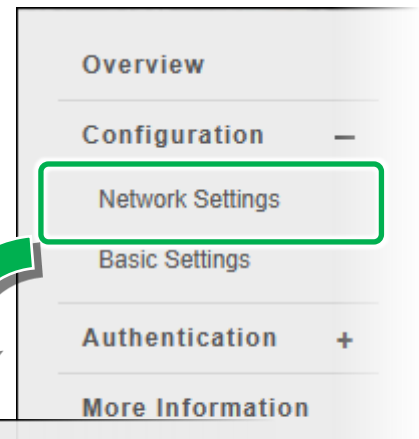 Overview
Configuration –
Network Settings
Basic Settings
Authentication +
More Information